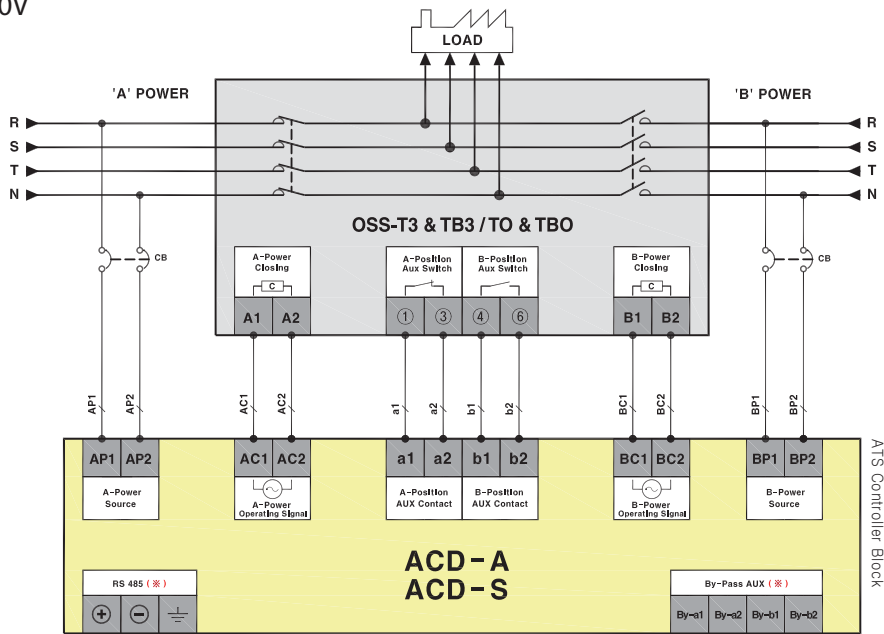 0V
LOAD
'A' POWER
'B' POWER
R
R
S
S
T
T
N
N
OSS-T3 & TB3 / TO & TBO
CB
CB
A-Power
Closing
C
A-Position
Aux Switch
B-Position
Aux Switch
B-Power
Closing
C
A1 A2
① ③ ④ ⑥
B1 B2
AP1 AP2
AC1 AC2
a1 a2 b1 b2
BC1 BC2
BP1 BP2
AP1 AP2
AC1 AC2
a1 a2 b1 b2
BC1 BC2
BP1 BP2
A-Power
Source
A-Power
Operating Signal
A-Position
AUX Contact
B-Position
AUX Contact
B-Power
Operating Signal
B-Power
Source
ATS Controller Block
ACD-A
ACD-S
RS 485 (※)
By-Pass AUX (※)
+ −
By-a1 By-a2 By-b1 By-b2